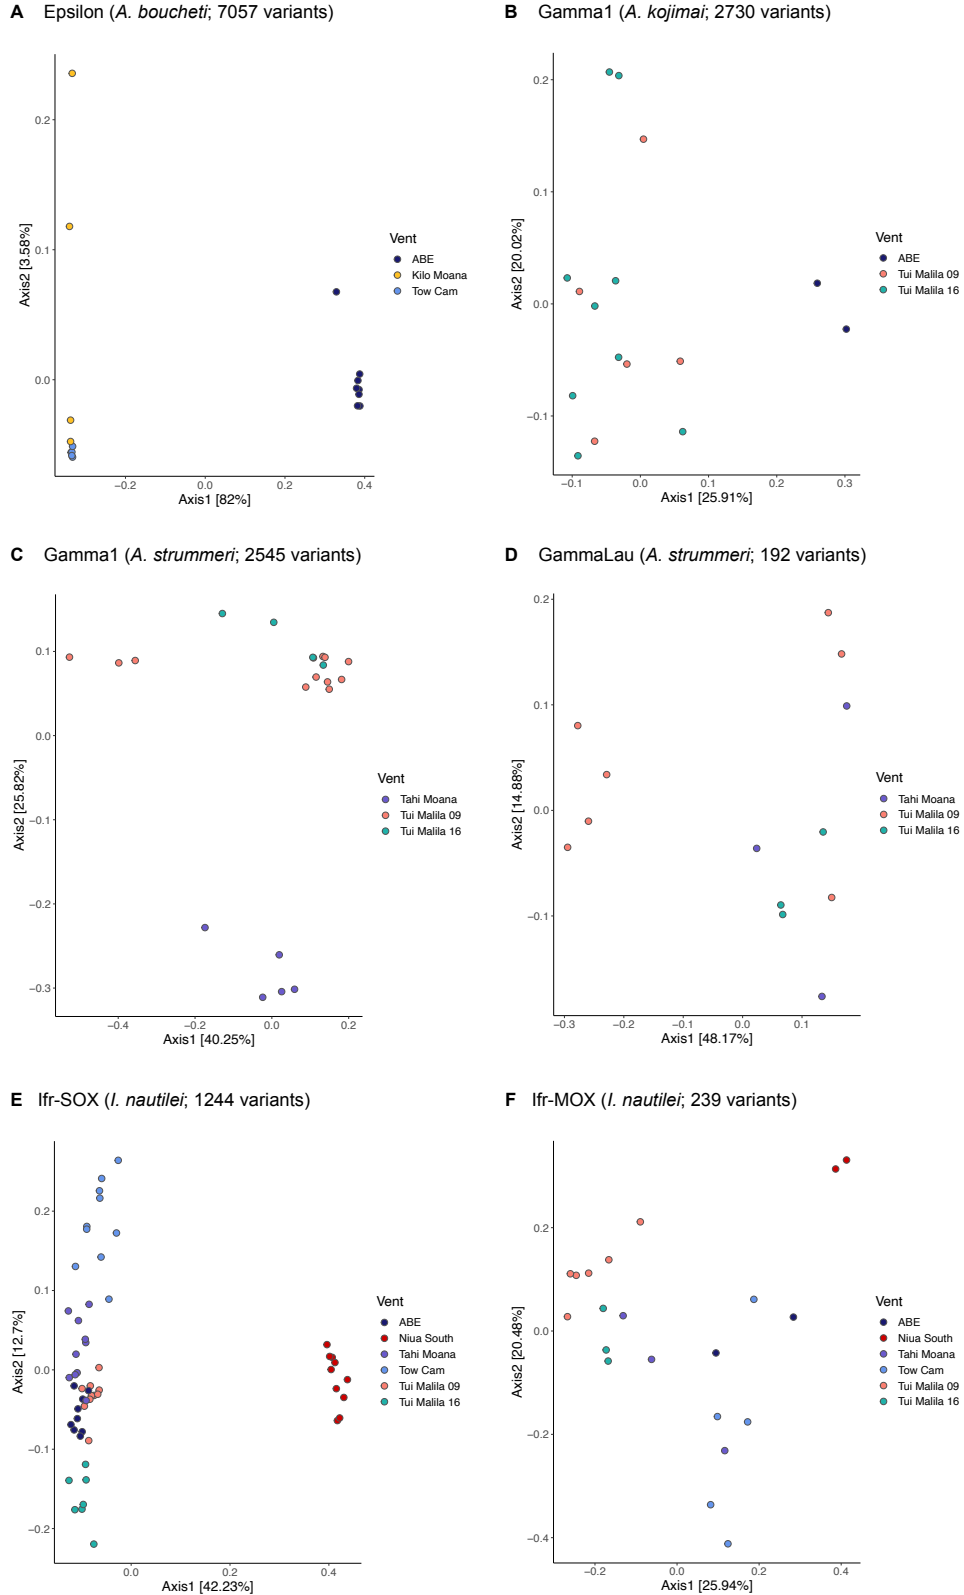 A Epsilon (A. boucheti; 7057 variants)
0.2
0.1
0.0
Axis2 [3.58%]
−0.2 0.0 0.2 0.4
Axis1 [82%]
Vent
ABE
Kilo Moana
Tow Cam
B Gamma1 (A. kojimai; 2730 variants)
0.2
0.1
0.0
−0.1
Axis2 [20.02%]
−0.1 0.0 0.1 0.2 0.3
Axis1 [25.91%]
Vent
ABE
Tui Malila 09
Tui Malila 16
C Gamma1 (A. strummeri; 2545 variants)
0.1
0.0
−0.1
−0.2
−0.3
Axis2 [25.82%]
−0.4 −0.2 0.0 0.2
Axis1 [40.25%]
Vent
Tahi Moana
Tui Malila 09
Tui Malila 16
D GammaLau (A. strummeri; 192 variants)
0.2
0.1
0.0
−0.1
Axis2 [14.88%]
−0.3 −0.2 −0.1 0.0 0.1
Axis1 [48.17%]
Vent
Tahi Moana
Tui Malila 09
Tui Malila 16
E Ifr-SOX (I. nautilei; 1244 variants)
0.2
0.1
0.0
−0.1
−0.2
Axis2 [12.7%]
0.0 0.2 0.4
Axis1 [42.23%]
Vent
ABE
Niua South
Tahi Moana
Tow Cam
Tui Malila 09
Tui Malila 16
F Ifr-MOX (I. nautilei; 239 variants)
0.2
0.0
−0.2
−0.4
Axis2 [20.48%]
−0.2 0.0 0.2 0.4
Axis1 [25.94%]
Vent
ABE
Niua South
Tahi Moana
Tow Cam
Tui Malila 09
Tui Malila 16